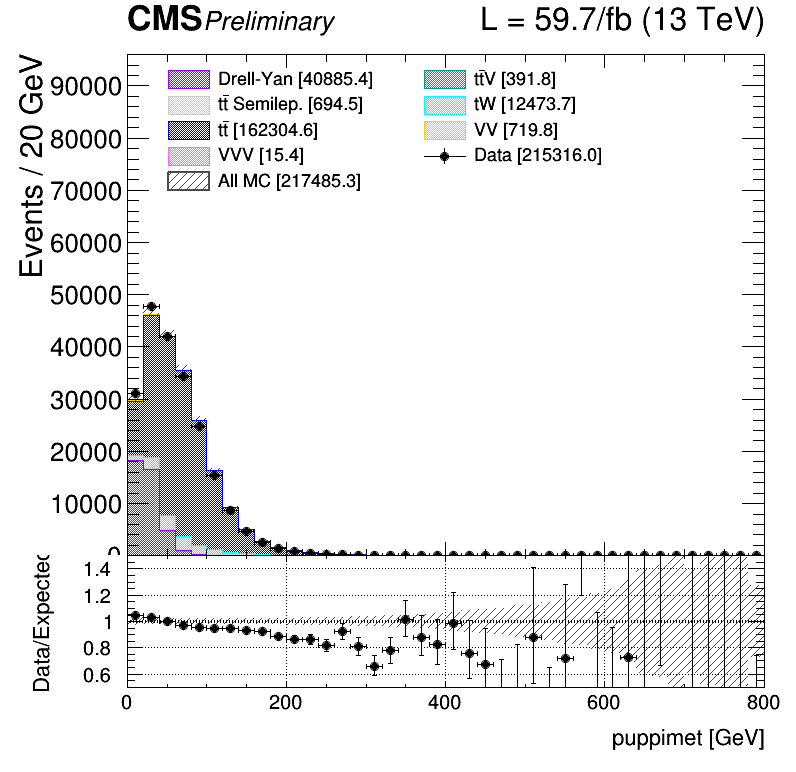 CMS Preliminary L = 59.7/fb (13 TeV)
Events / 20 GeV
90000
80000
70000
60000
50000
40000
30000
20000
10000
0
Drell-Yan [40885.4]
tt̄ Semilep. [694.5]
tt̄ [162304.6]
VVV [15.4]
All MC [217485.3]
tt̄V [391.8]
tW [12473.7]
VV [719.8]
Data [215316.0]
Data/Expected
1.4
1.2
1
0.8
0.6
0 200 400 600 800
puppimet [GeV]